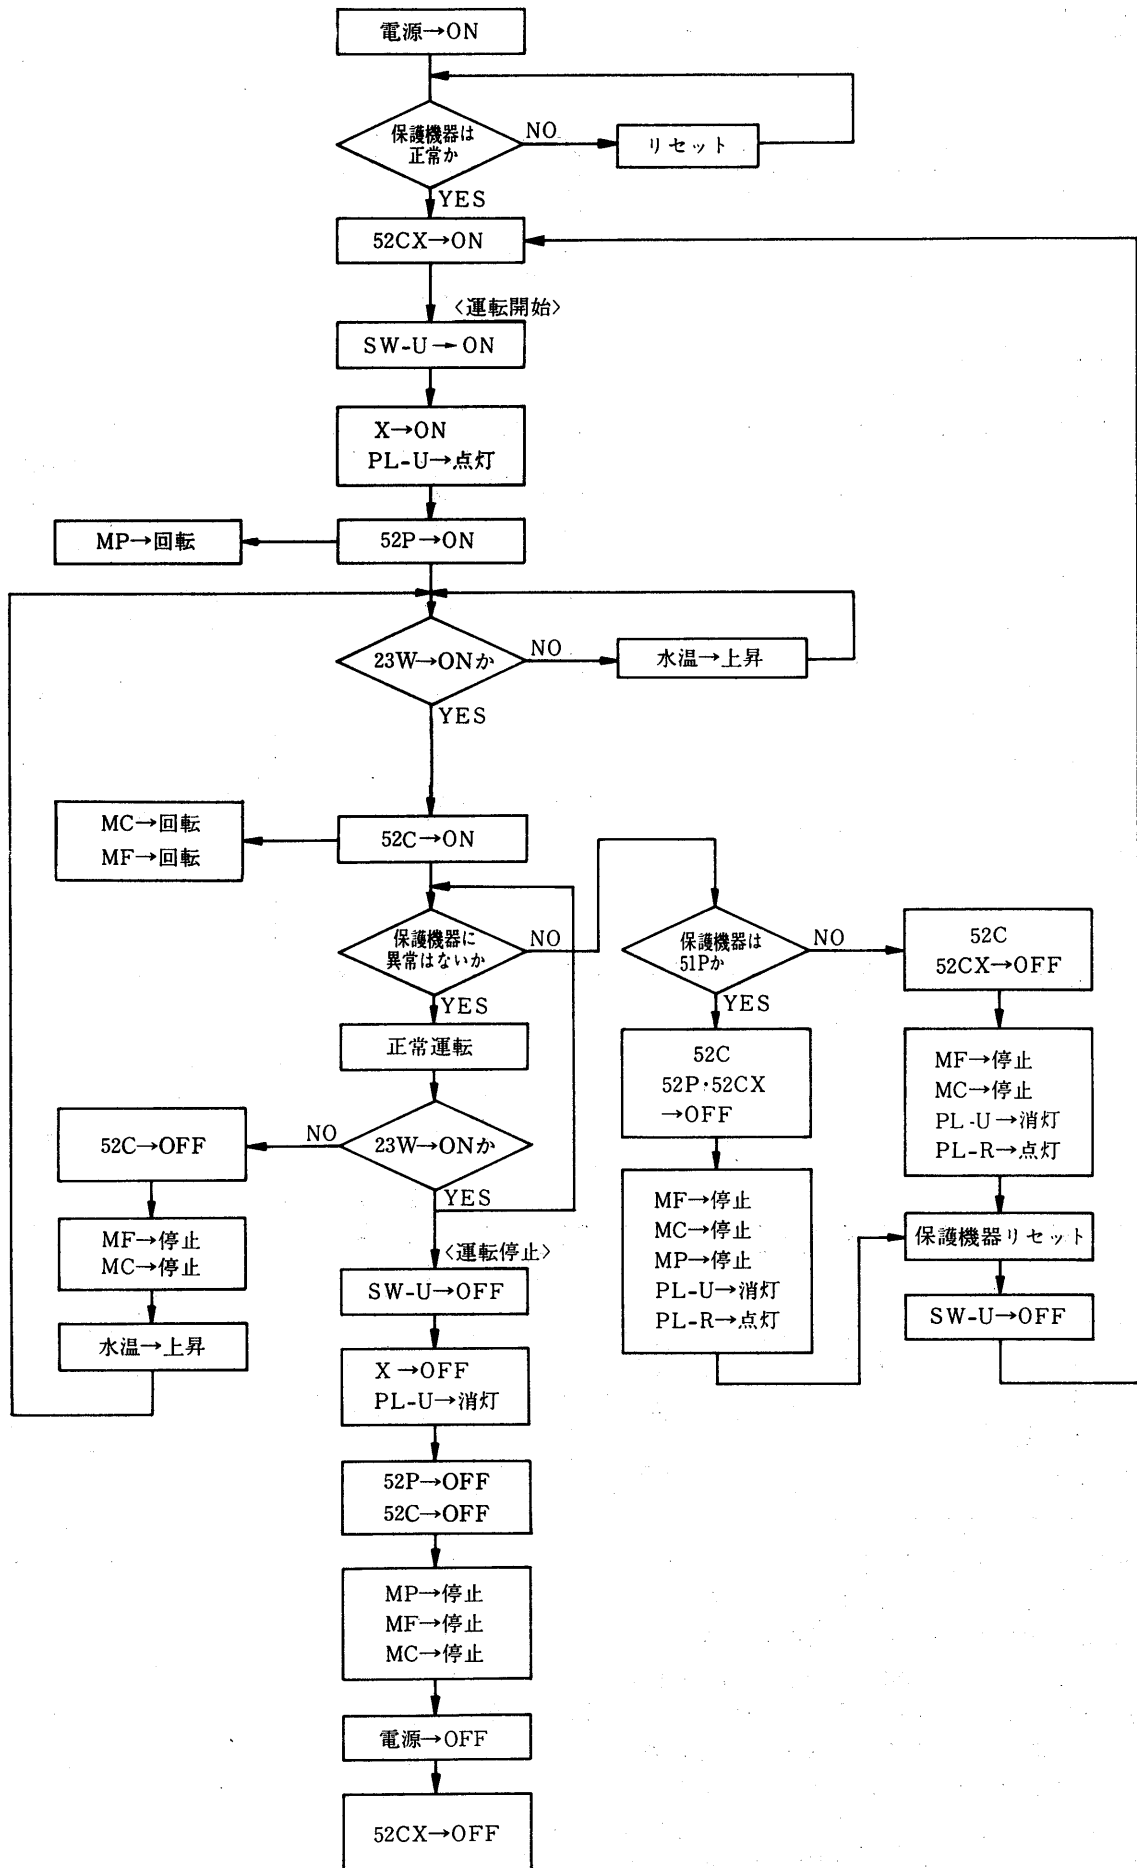 電源→ON
保護機器は
正常か
NO
リセット
YES
52CX→ON
〈運転開始〉
SW-U→ON
X→ON
PL-U→点灯
MP→回転
52P→ON
23W→ONか
NO
水温→上昇
YES
MC→回転
MF→回転
52C→ON
保護機器に
異常はないか
NO
YES
正常運転
23W→ONか
NO
YES
52C→OFF
MF→停止
MC→停止
水温→上昇
保護機器は
51Pか
NO
YES
52C
52P・52CX
→OFF
MF→停止
MC→停止
MP→停止
PL-U→消灯
PL-R→点灯
52C
52CX→OFF
MF→停止
MC→停止
PL-U→消灯
PL-R→点灯
保護機器リセット
SW-U→OFF
〈運転停止〉
SW-U→OFF
X→OFF
PL-U→消灯
52P→OFF
52C→OFF
MP→停止
MF→停止
MC→停止
電源→OFF
52CX→OFF